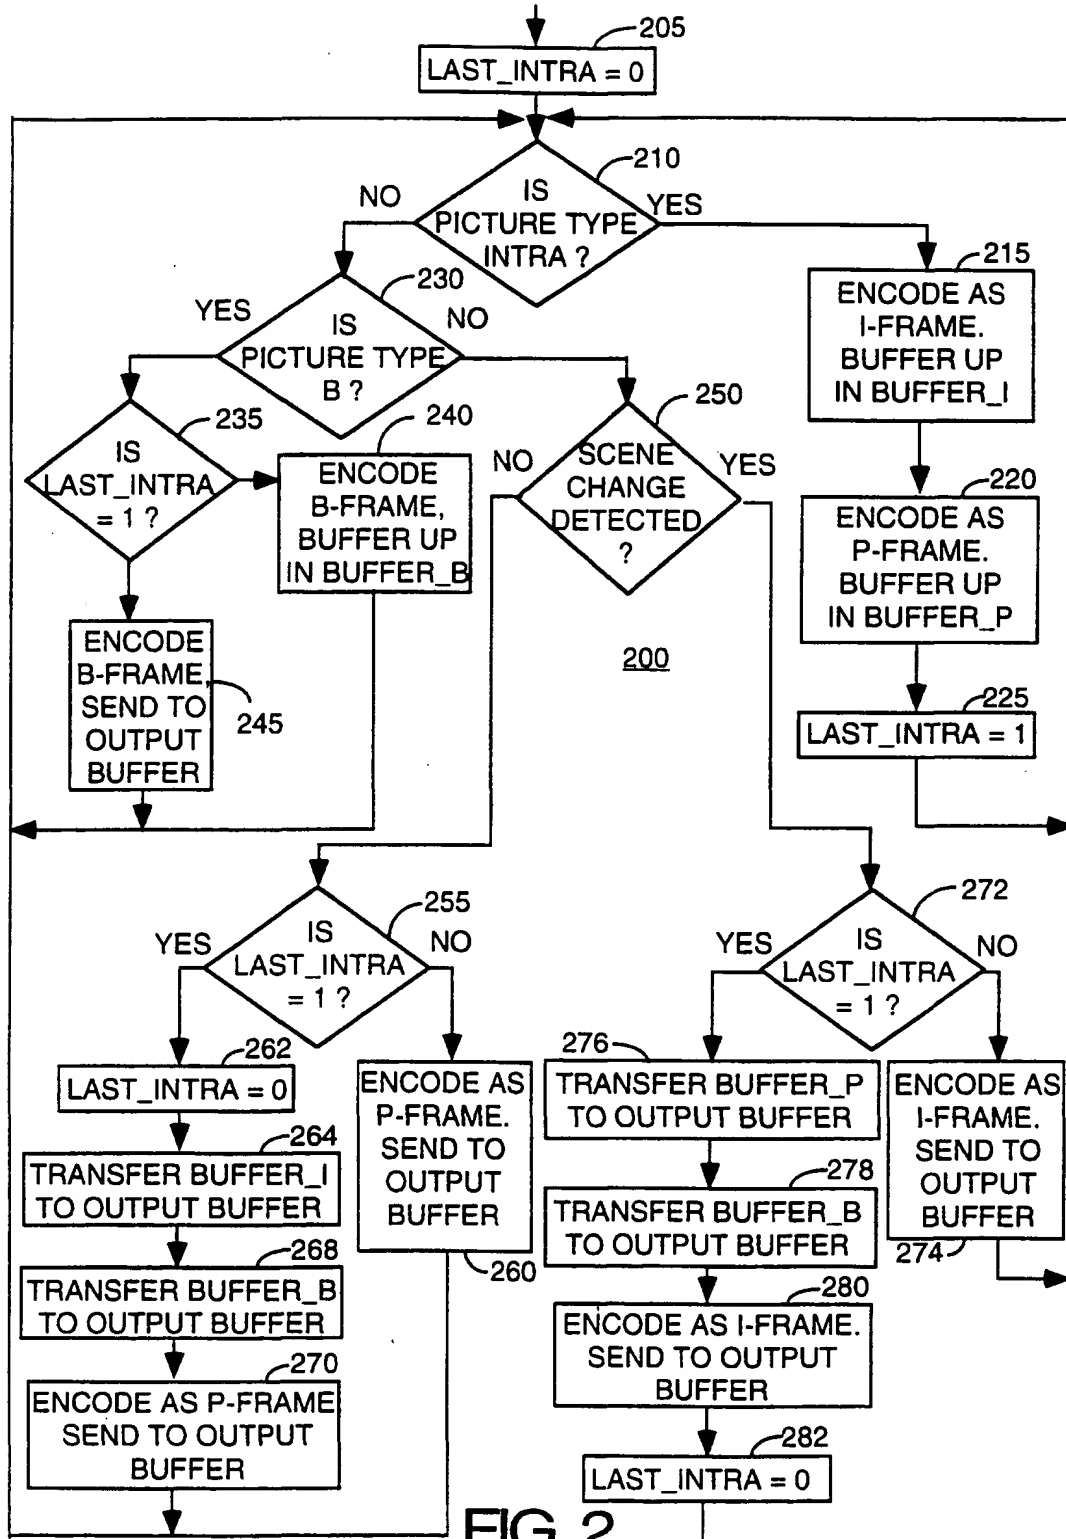 205
LAST_INTRA = 0
210
IS
PICTURE TYPE
INTRA ?
NO
YES
215
ENCODE AS
I-FRAME.
BUFFER UP
IN BUFFER_I
230
YES
NO
IS
PICTURE TYPE
B ?
235
IS
LAST_INTRA
= 1 ?
240
ENCODE
B-FRAME,
BUFFER UP
IN BUFFER_B
250
NO
YES
SCENE
CHANGE
DETECTED
?
220
ENCODE AS
P-FRAME.
BUFFER UP
IN BUFFER_P
200
ENCODE
B-FRAME,
SEND TO
OUTPUT
BUFFER
245
225
LAST_INTRA = 1
255
YES
NO
IS
LAST_INTRA
= 1 ?
272
YES
NO
IS
LAST_INTRA
= 1 ?
262
LAST_INTRA = 0
264
TRANSFER BUFFER_I
TO OUTPUT BUFFER
268
TRANSFER BUFFER_B
TO OUTPUT BUFFER
270
ENCODE AS P-FRAME
SEND TO OUTPUT
BUFFER
ENCODE AS
P-FRAME.
SEND TO
OUTPUT
BUFFER
260
276
TRANSFER BUFFER_P
TO OUTPUT BUFFER
278
TRANSFER BUFFER_B
TO OUTPUT BUFFER
280
ENCODE AS I-FRAME.
SEND TO OUTPUT
BUFFER
282
LAST_INTRA = 0
ENCODE AS
I-FRAME.
SEND TO
OUTPUT
BUFFER
274
FIG. 2